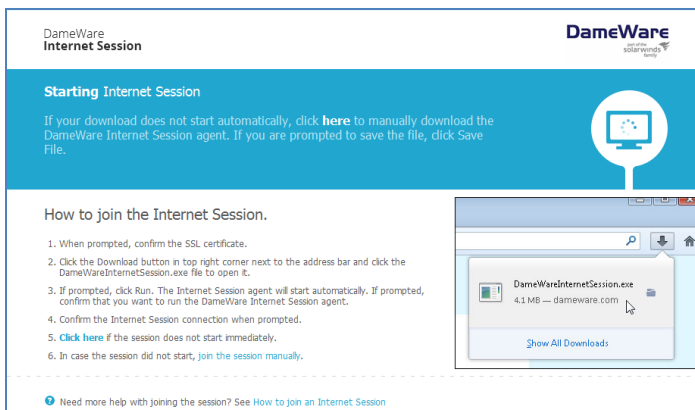 DameWare
Internet Session
DameWare
part of the
solarwinds
family
Starting Internet Session
If your download does not start automatically, click here to manually download the
DameWare Internet Session agent. If you are prompted to save the file, click Save
File.
How to join the Internet Session.
1. When prompted, confirm the SSL certificate.
2. Click the Download button in top right corner next to the address bar and click the
DameWareInternetSession.exe file to open it.
3. If prompted, click Run. The Internet Session agent will start automatically. If prompted,
confirm that you want to run the DameWare Internet Session agent.
4. Confirm the Internet Session connection when prompted.
5. Click here if the session does not start immediately.
6. In case the session did not start, join the session manually.
DameWareInternetSession.exe
4.1 MB — dameware.com
Show All Downloads
Need more help with joining the session? See How to join an Internet Session